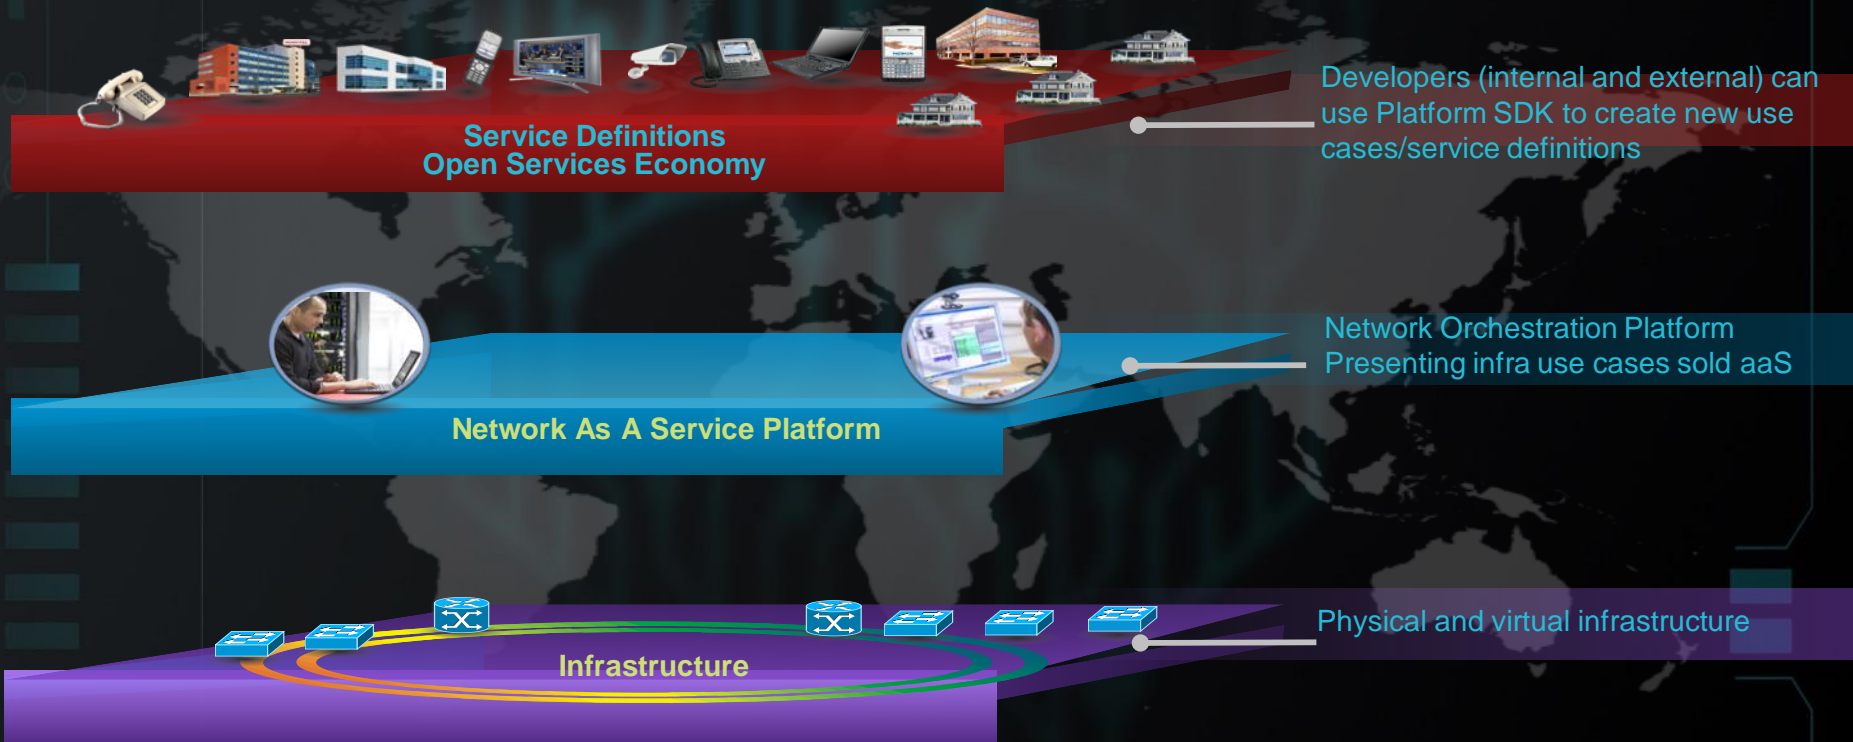 Service Definitions
Open Services Economy
Developers (internal and external) can
use Platform SDK to create new use
cases/service definitions
Network As A Service Platform
Network Orchestration Platform
Presenting infra use cases sold aaS
Infrastructure
Physical and virtual infrastructure